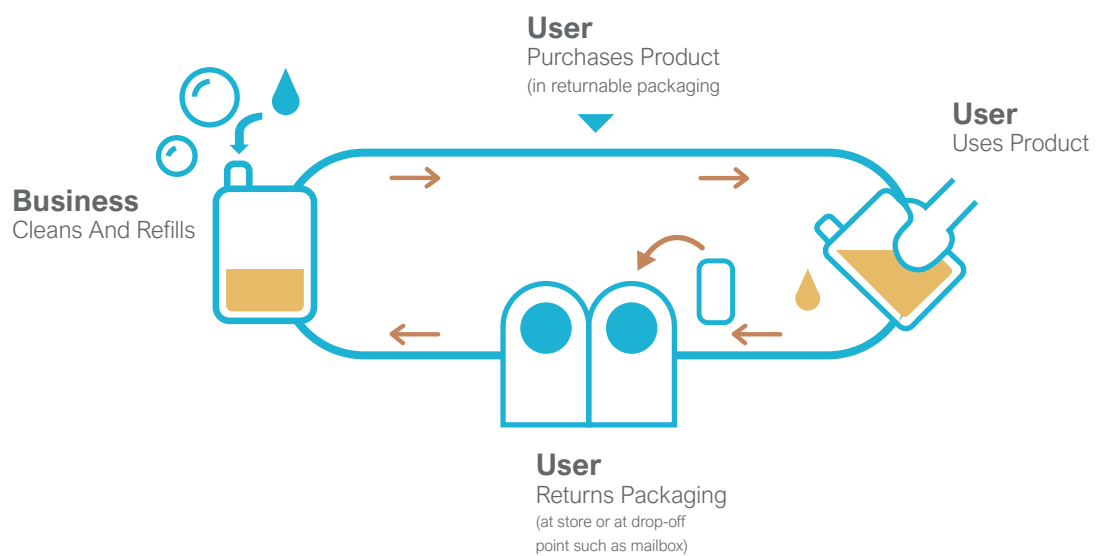 User
Purchases Product
(in returnable packaging
User
Uses Product
Business
Cleans And Refills
User
Returns Packaging
(at store or at drop-off
point such as mailbox)